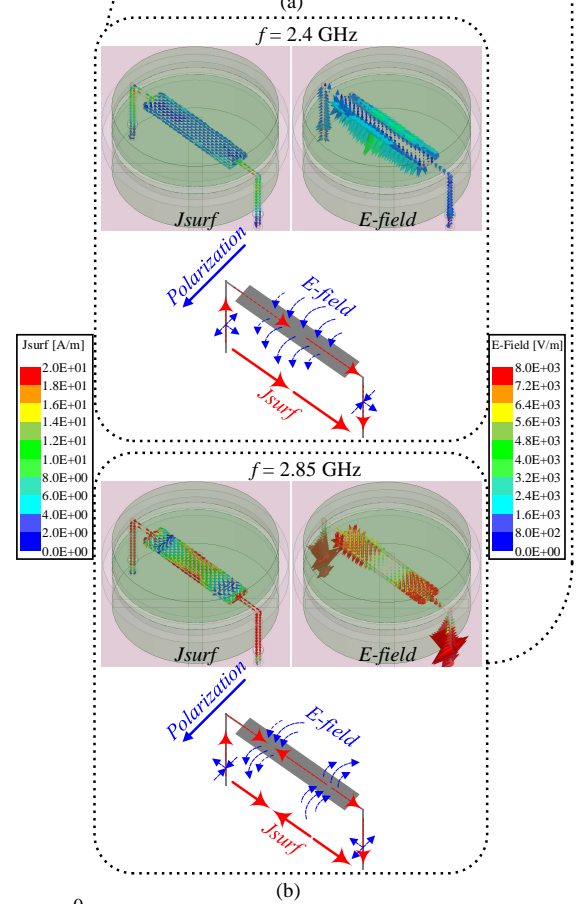 (a)
f = 2.4 GHz
Jsurf
E-field
Polarization
E-field
Jsurf
Jsurf [A/m]
2.0E+01
1.8E+01
1.6E+01
1.4E+01
1.2E+01
1.0E+01
8.0E+00
6.0E+00
4.0E+00
2.0E+00
0.0E+00
E-Field [V/m]
8.0E+03
7.2E+03
6.4E+03
5.6E+03
4.8E+03
4.0E+03
3.2E+03
2.4E+03
1.6E+03
8.0E+02
0.0E+00
f = 2.85 GHz
Jsurf
E-field
Polarization
E-field
Jsurf
(b)